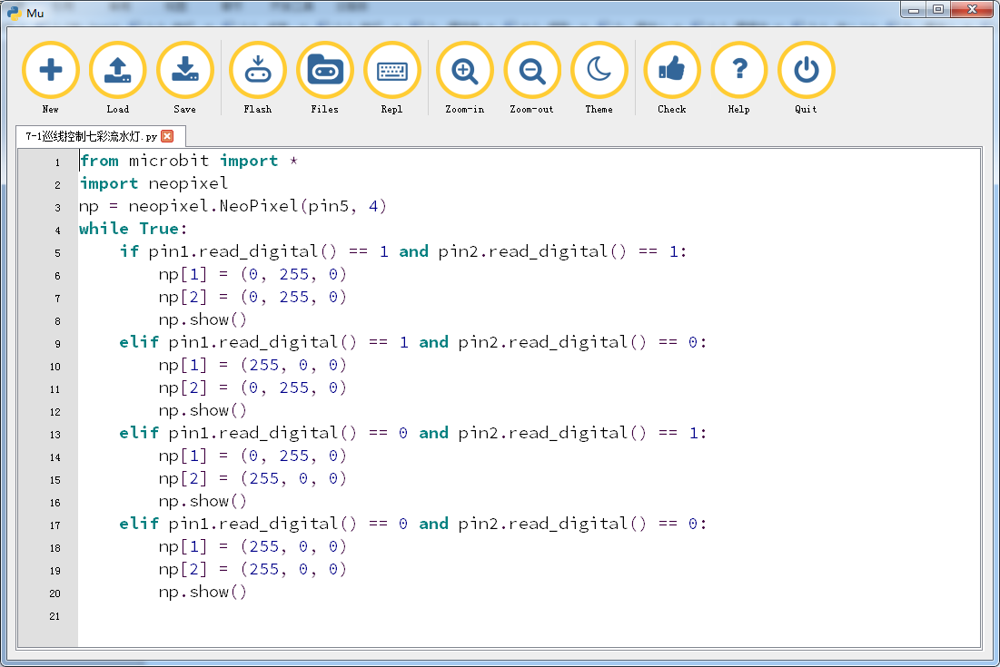 Mu
New Load Save Flash Files Repl Zoom-in Zoom-out Theme Check Help Quit
7-1巡线控制七彩流水灯.py
1 from microbit import *
2 import neopixel
3 np = neopixel.NeoPixel(pin5, 4)
4 while True:
5     if pin1.read_digital() == 1 and pin2.read_digital() == 1:
6         np[1] = (0, 255, 0)
7         np[2] = (0, 255, 0)
8         np.show()
9     elif pin1.read_digital() == 1 and pin2.read_digital() == 0:
10         np[1] = (255, 0, 0)
11         np[2] = (0, 255, 0)
12         np.show()
13     elif pin1.read_digital() == 0 and pin2.read_digital() == 1:
14         np[1] = (0, 255, 0)
15         np[2] = (255, 0, 0)
16         np.show()
17     elif pin1.read_digital() == 0 and pin2.read_digital() == 0:
18         np[1] = (255, 0, 0)
19         np[2] = (255, 0, 0)
20         np.show()
21